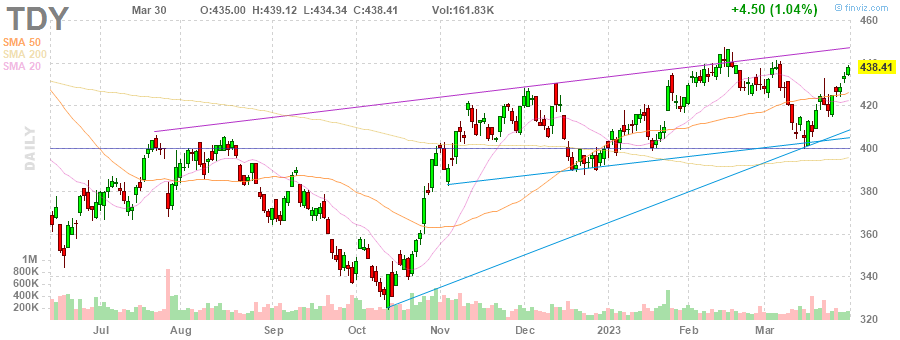 TDY
Mar 30 O:435.00 H:439.12 L:434.34 C:438.41 Vol:161.83K +4.50 (1.04%)
finviz.com
SMA 50
SMA 200
SMA 20
DAILY
460
440
438.41
420
400
380
360
340
320
1M
800K
600K
400K
200K
Jul Aug Sep Oct Nov Dec 2023 Feb Mar